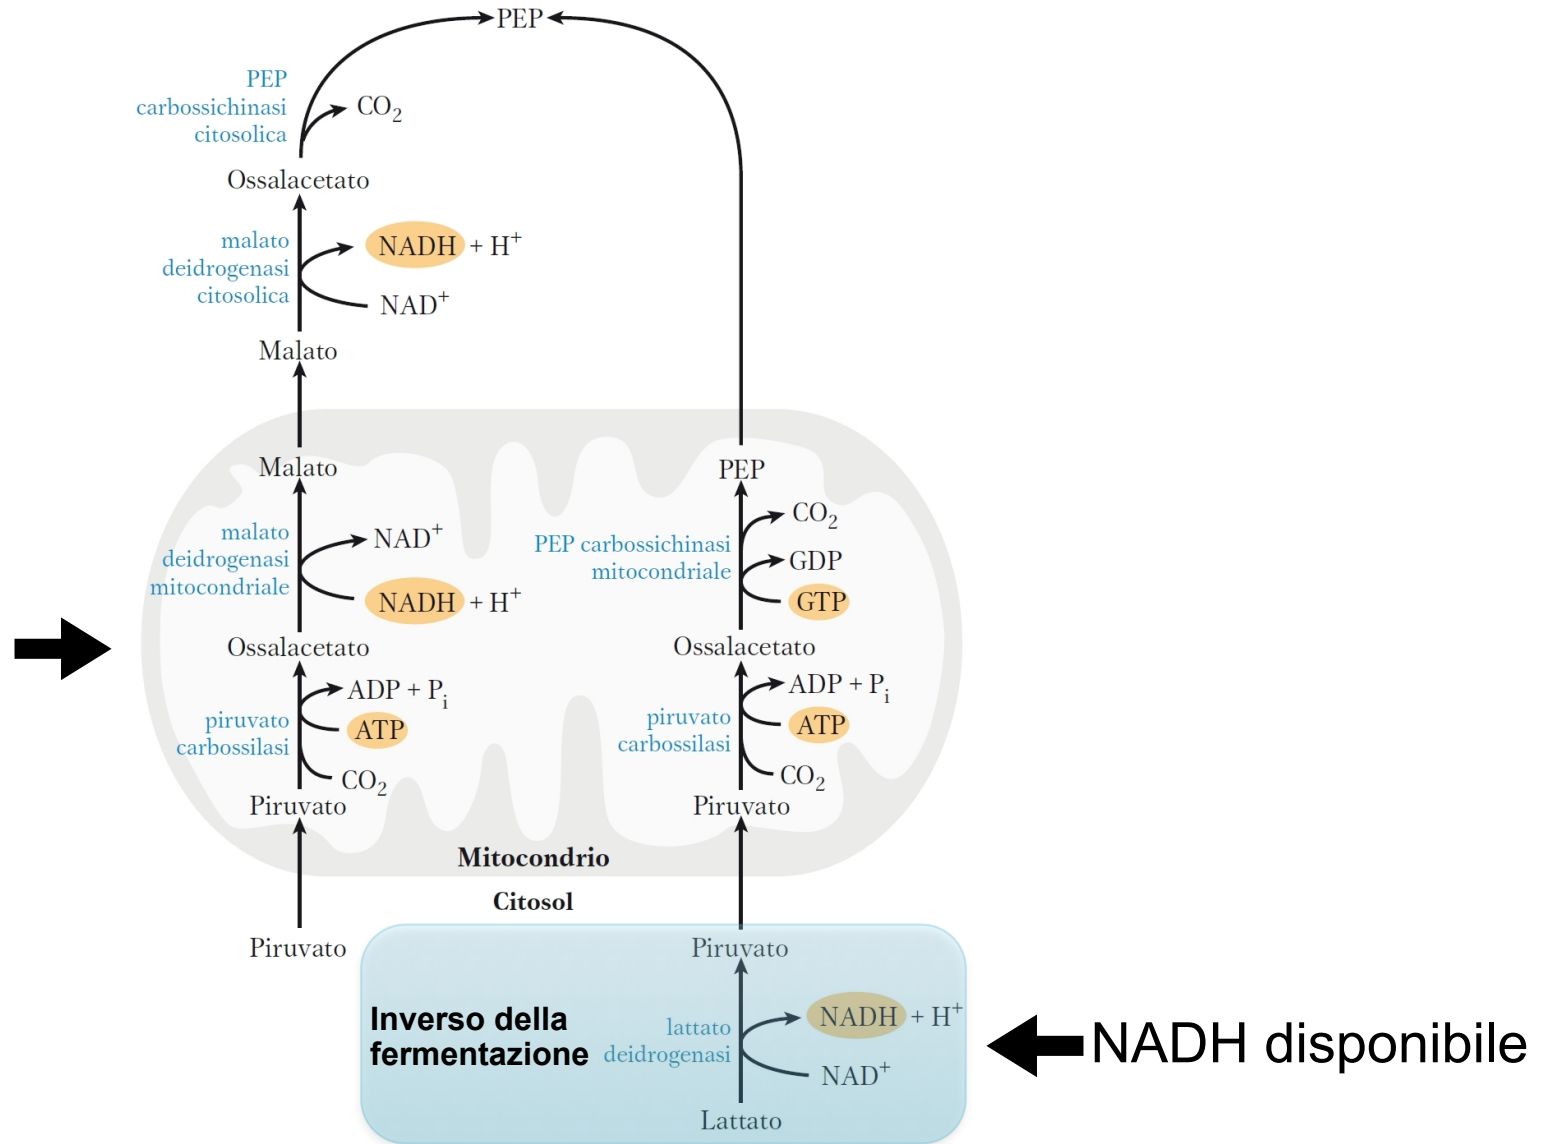 PEP
PEP
carbossichinasi
citosolica
CO2
Ossalacetato
malato
deidrogenasi
citosolica
NADH + H+
NAD+
Malato
Malato
malato
deidrogenasi
mitocondriale
NAD+
NADH + H+
Ossalacetato
piruvato
carbossilasi
ADP + Pi
ATP
CO2
Piruvato
PEP
PEP carbossichinasi
mitocondriale
CO2
GDP
GTP
Ossalacetato
piruvato
carbossilasi
ADP + Pi
ATP
CO2
Piruvato
Mitocondrio
Citosol
Piruvato
Piruvato
Inverso della
fermentazione
lattato
deidrogenasi
NADH + H+
NAD+
Lattato
NADH disponibile